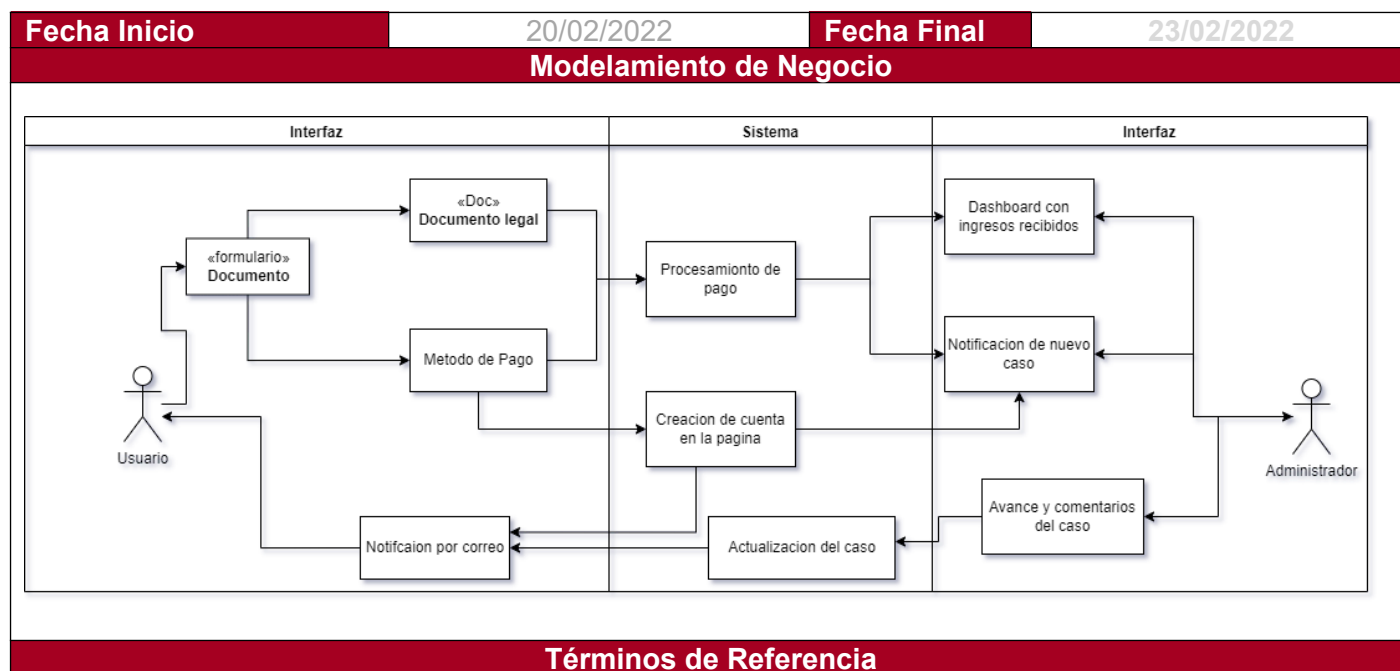 Fecha Inicio
20/02/2022
Fecha Final
23/02/2022
Modelamiento de Negocio
Interfaz
Sistema
Interfaz
«Doc»
Documento legal
«formulario»
Documento
Metodo de Pago
Usuario
Notifcaion por correo
Procesamionto de
pago
Creacion de cuenta
en la pagina
Actualizacion del caso
Dashboard con
ingresos recibidos
Notificacion de nuevo
caso
Administrador
Avance y comentarios
del caso
Términos de Referencia